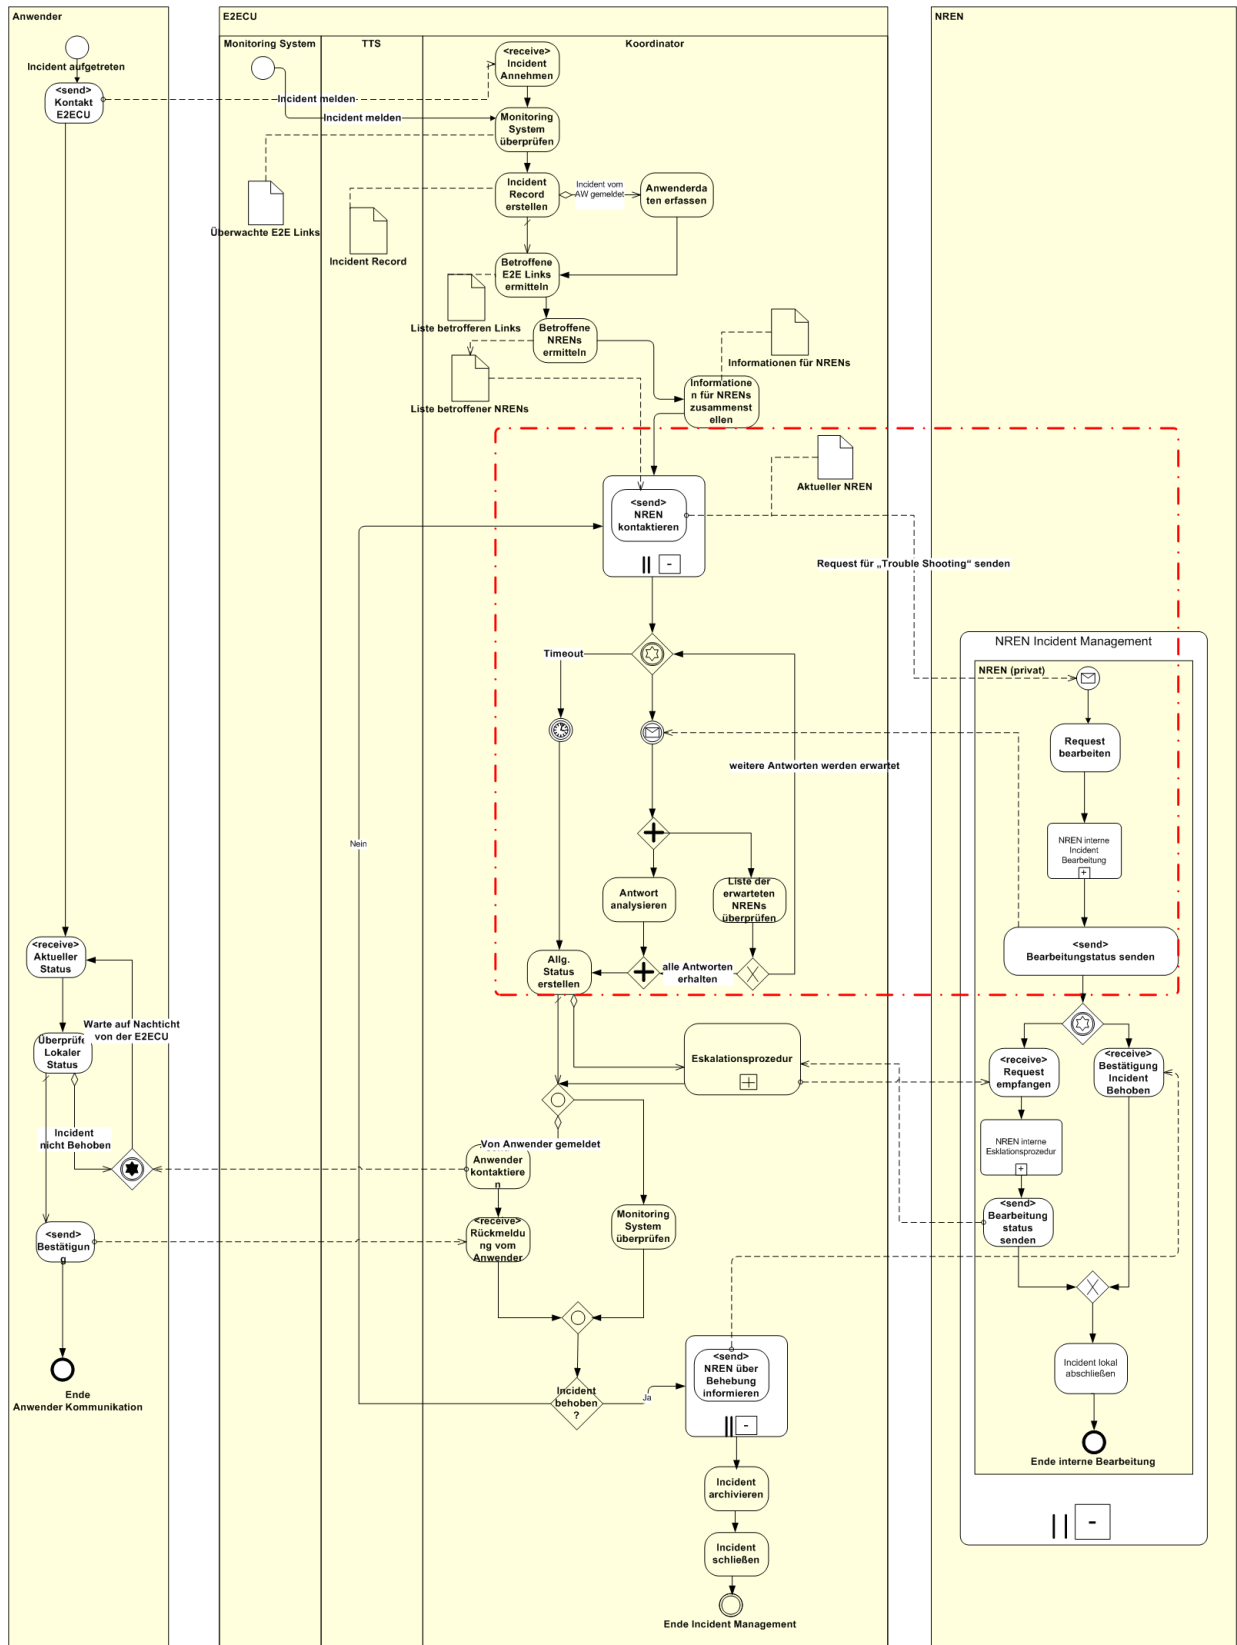 Anwender
E2ECU
NREN
Monitoring System
TTS
Koordinator
Incident aufgetreten
<send>
Kontakt
E2ECU
<receive>
Incident
Annehmen
Incident melden
Incident melden
Monitoring
System
überprüfen
Überwachte E2E Links
Incident
Record
erstellen
Incident vom
AW gemeldet
Anwenderda
ten erfassen
Incident Record
Betroffene
E2E Links
ermitteln
Liste betrofferen Links
Betroffene
NRENs
ermitteln
Informationen für NRENs
Liste betroffener NRENs
Informatione
n für NRENs
zusammenst
ellen
Aktueller NREN
<send>
NREN
kontaktieren
-
Request für „Trouble Shooting“ senden
NREN Incident Management
NREN (privat)
Timeout
Request
bearbeiten
weitere Antworten werden erwartet
Nein
NREN interne
Incident
Bearbeitung
+
Antwort
analysieren
Liste der
erwarteten
NRENs
überprüfen
<send>
Bearbeitungstatus senden
<receive>
Aktueller
Status
Allg.
Status
erstellen
alle Antworten
erhalten
Warte auf Nachticht
von der E2ECU
Überprüfe
Lokaler
Status
Eskalationsprozedur
<receive>
Request
empfangen
<receive>
Bestätigung
Incident
Behoben
Incident
nicht Behoben
Von Anwender gemeldet
Anwender
kontaktiere
n
NREN interne
Esklationsprozedur
+
<send>
Bestätigun
g
<receive>
Rückmeldu
ng vom
Anwender
Monitoring
System
überprüfen
<send>
Bearbeitung
status
senden
Ende
Anwender Kommunikation
Incident
behoben
?
Ja
<send>
NREN über
Behebung
informieren
-
Incident lokal
abschließen
Ende interne Bearbeitung
Incident
archivieren
-
Incident
schließen
Ende Incident Management